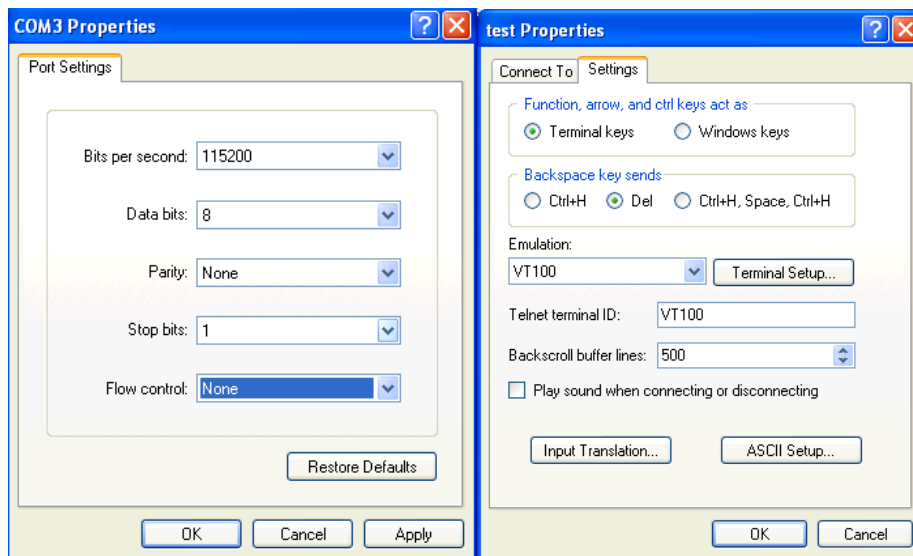 COM3 Properties
Port Settings
Bits per second: 115200
Data bits: 8
Parity: None
Stop bits: 1
Flow control: None
Restore Defaults
OK Cancel Apply
test Properties
Connect To Settings
Function, arrow, and ctrl keys act as
Terminal keys Windows keys
Backspace key sends
Ctrl+H Del Ctrl+H, Space, Ctrl+H
Emulation:
VT100 Terminal Setup...
Telnet terminal ID: VT100
Backscroll buffer lines: 500
Play sound when connecting or disconnecting
Input Translation... ASCII Setup...
OK Cancel